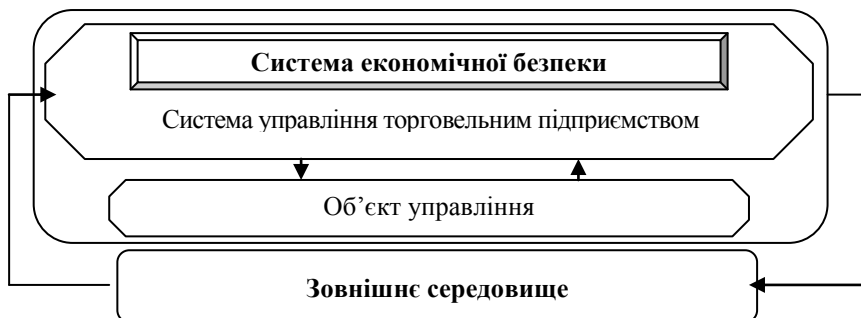 Система економічної безпеки
Система управління торговельним підприємством
Об’єкт управління
Зовнішнє середовище